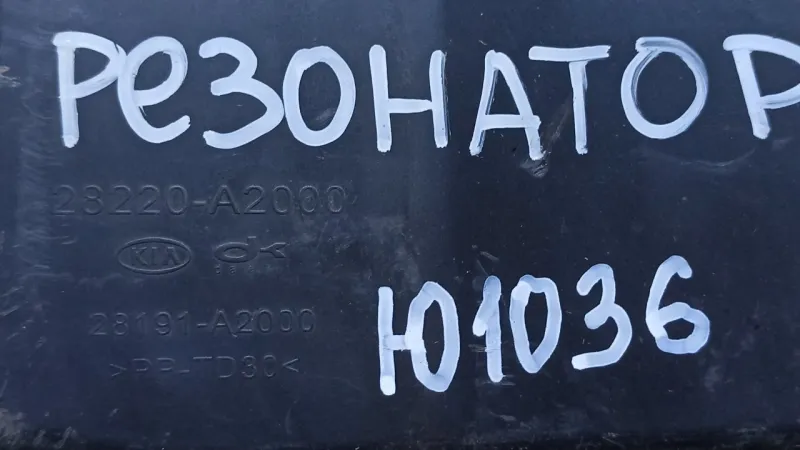 РЕЗОНАТОР
28220-A2000
KIA
28191-A2000
>PP-TD30<
Ю1036